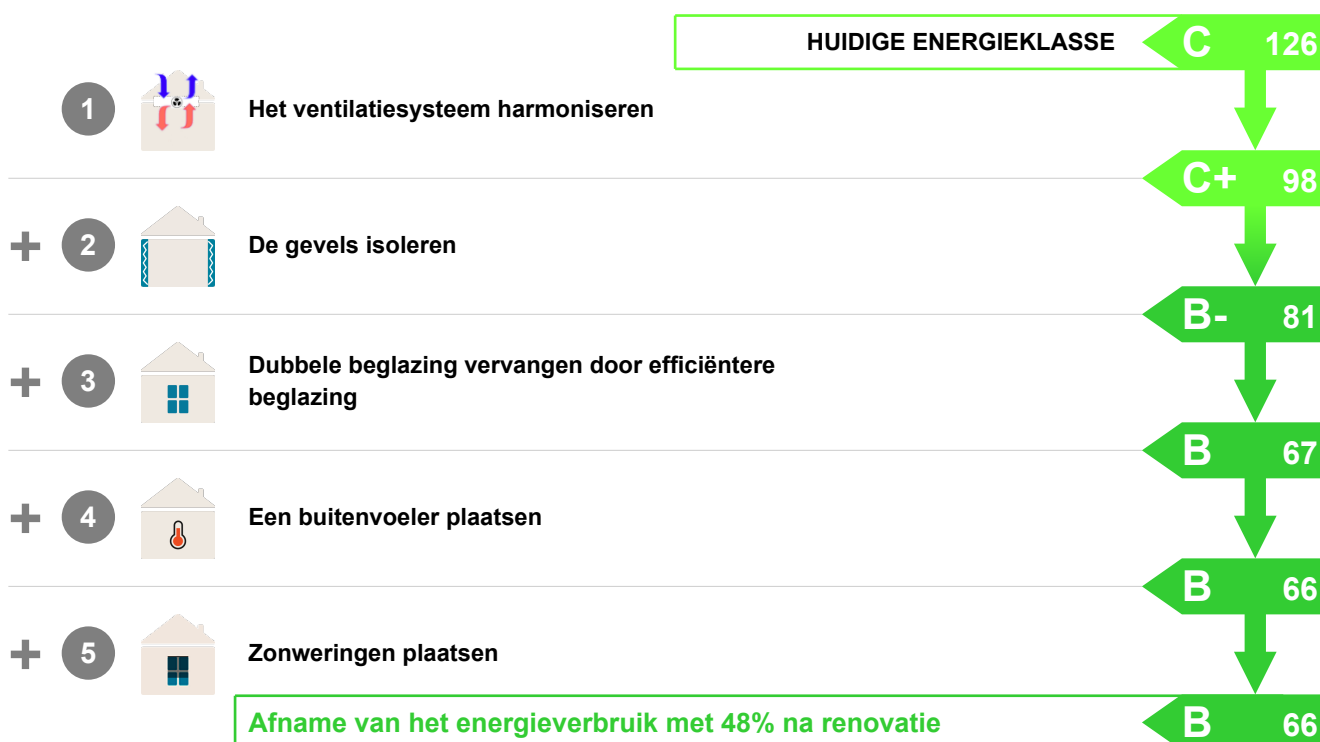 HUIDIGE ENERGIEKLASSE C 126
1 Het ventilatiesysteem harmoniseren
C+ 98
+ 2 De gevels isoleren
B- 81
+ 3 Dubbele beglazing vervangen door efficiëntere
beglazing
B 67
+ 4 Een buitenvoeler plaatsen
B 66
+ 5 Zonweringen plaatsen
Afname van het energieverbruik met 48% na renovatie B 66